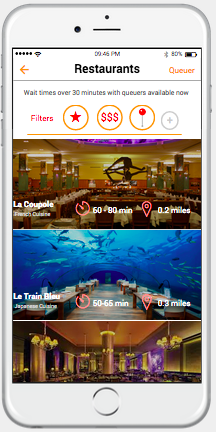 09:46 PM 80%
Restaurants
Queuer
Wait times over 30 minutes with queuers available now
Filters $$$
La Coupole
French Cuisine
60 - 90 min
0.2 miles
Le Train Bleu
Japanese Cuisine
50-65 min
0.3 miles